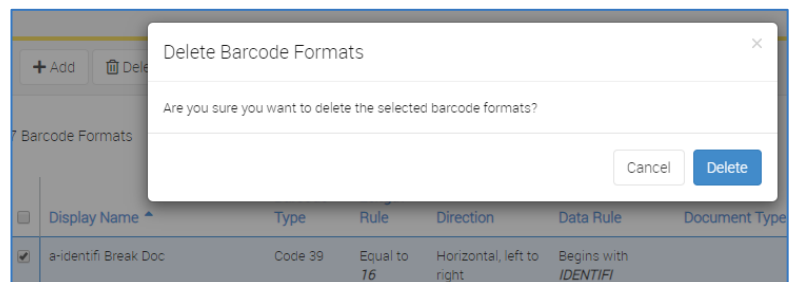 Delete Barcode Formats
×
+ Add Dele
Are you sure you want to delete the selected barcode formats?
7 Barcode Formats
Cancel Delete
Display Name Type Rule Direction Data Rule Document Type
a-identifi Break Doc Code 39 Equal to Horizontal, left to Begins with
16 right IDENTIFI